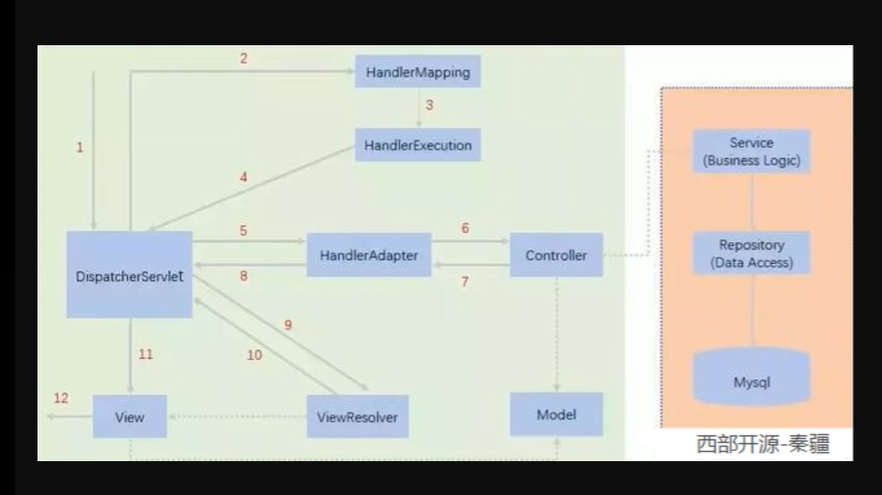 2
HandlerMapping
3
1
HandlerExecution
Service
(Business Logic)
4
5
6
DispatcherServlet
HandlerAdapter
Controller
Repository
(Data Access)
8
7
9
10
11
12
View
ViewResolver
Model
Mysql
西部开源-秦疆